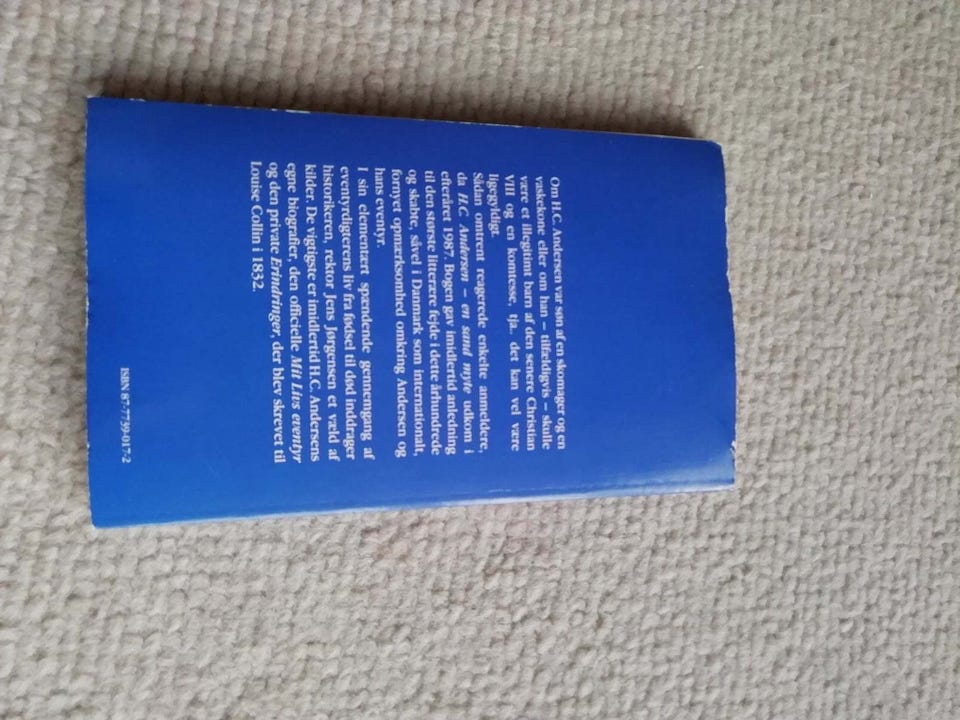 Om H.C. Andersen var søn af en skomager og en
vaskekone eller om han – tilfældigvis – skulle
være et illegitimt barn af den senere Christian
VIII og en komtesse, tja.. det kan vel være
ligegyldigt.
Sådan omtrent reagerede enkelte anmeldere,
da H.C. Andersen – en sand myte udkom i
efteråret 1987. Bogen gav imidlertid anledning
til den største litterære fejde i dette århundrede
og skabte, såvel i Danmark som internationalt,
fornyet opmærksomhed omkring Andersen og
hans eventyr.
I sin elementært spændende gennemgang af
eventyrdigterens liv fra fødsel til død inddrager
historikeren, rektor Jens Jørgensen et væld af
kilder. De vigtigste er imidlertid H.C. Andersens
egne biografier, den officielle Mit Livs eventyr
og den private Erindringer, der blev skrevet til
Louise Collin i 1832.
ISBN 87-7739-017-2